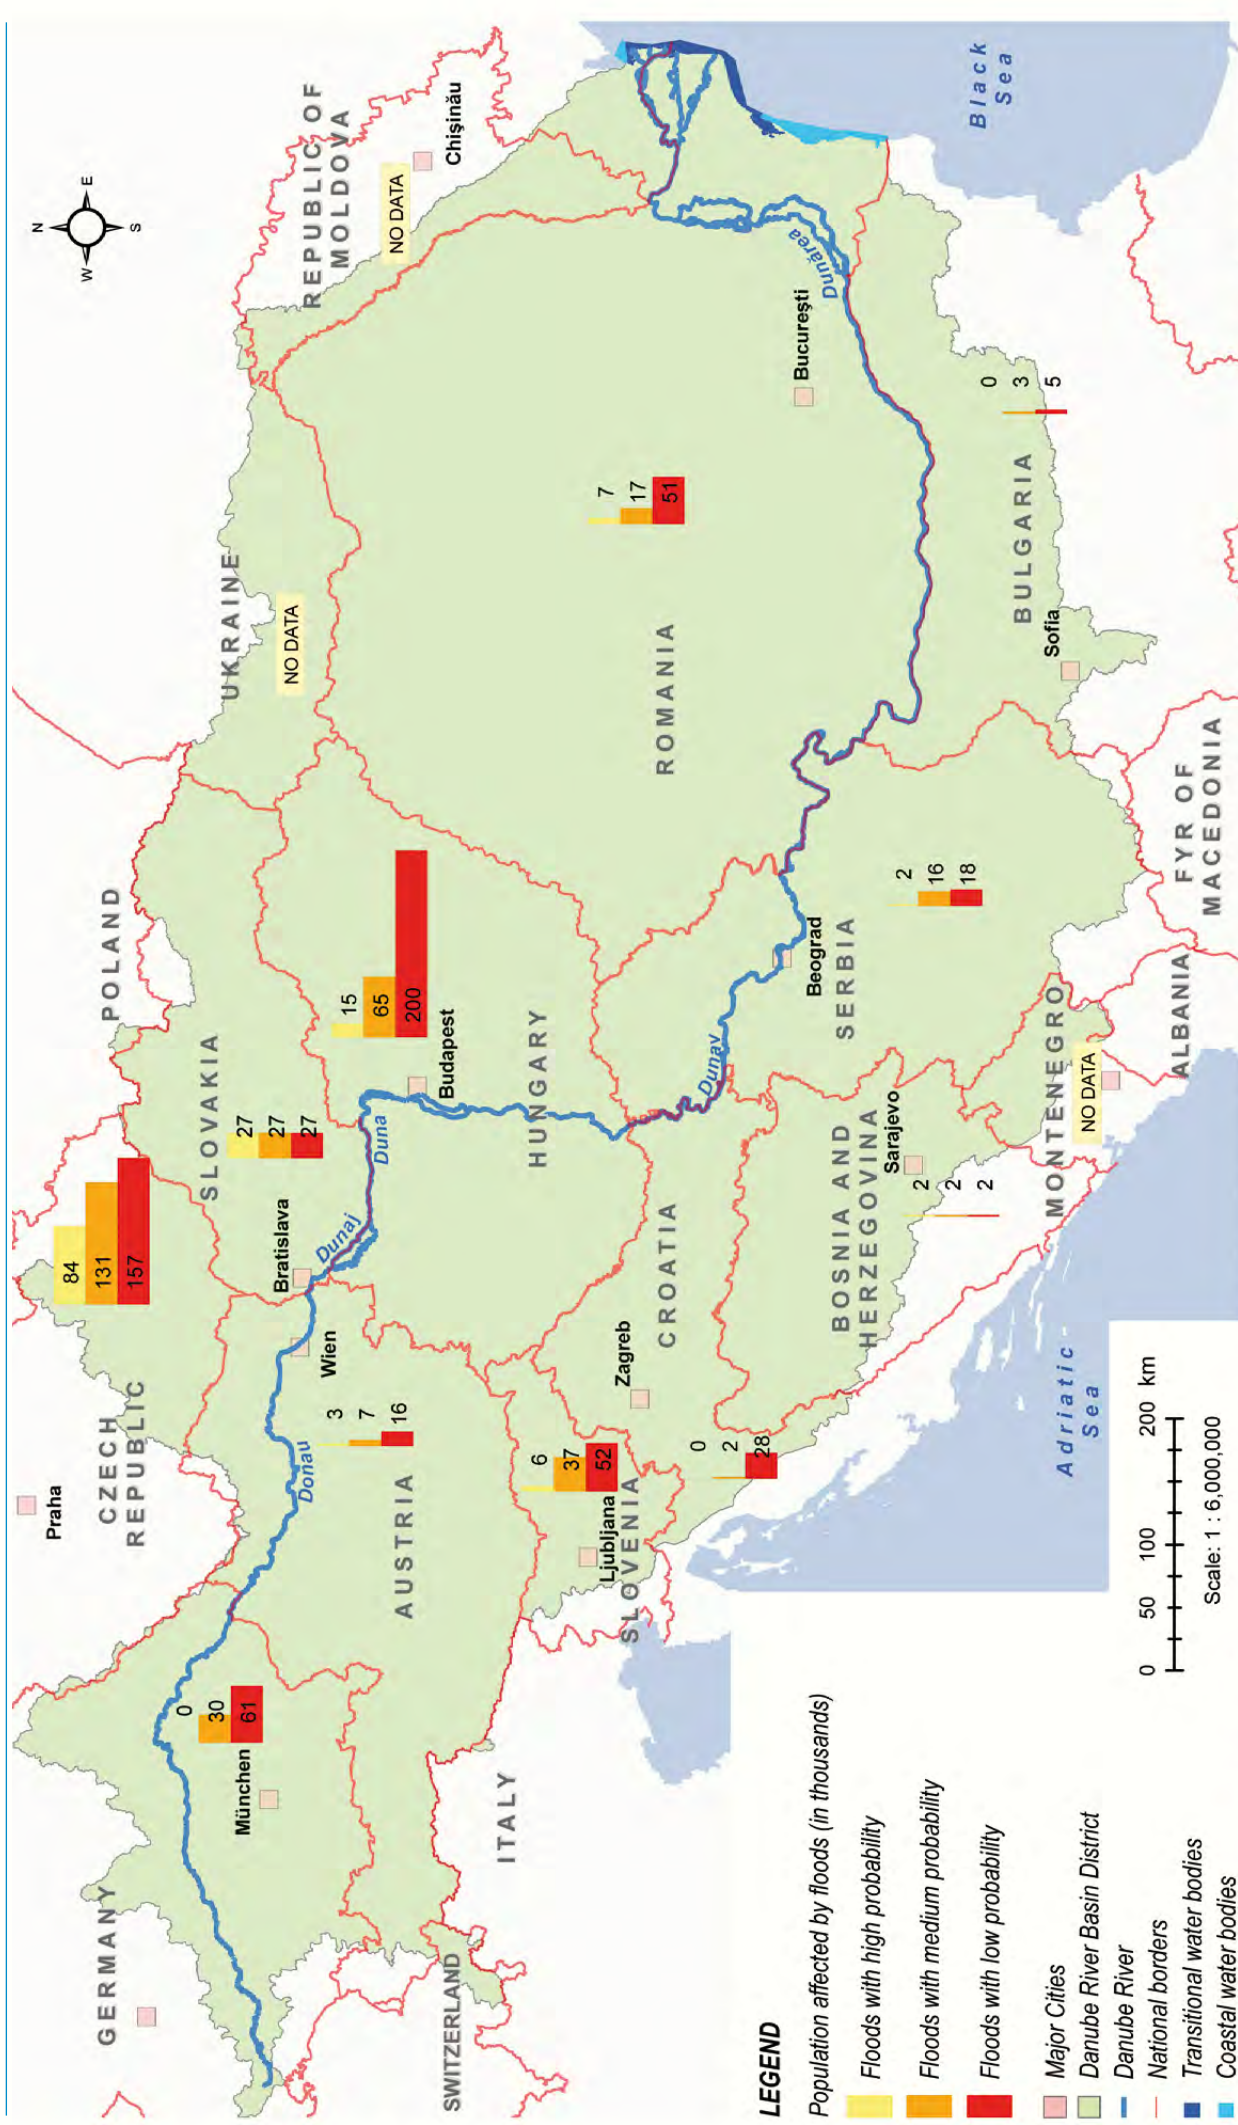 N
W
E
S
REPUBLIC OF
MOLDOVA
NO DATA
Chișinău
Black
Sea
UKRAINE
NO DATA
POLAND
Praha
CZECH
REPUBLIC
84
131
157
SLOVAKIA
27
27
27
Bratislava
Dunaj
Duna
Wien
Donau
3
7
16
AUSTRIA
GERMANY
München
0
30
61
SWITZERLAND
ITALY
15
65
200
Budapest
HUNGARY
ROMANIA
7
17
51
București
Dunărea
6
37
52
Ljubljana
SLOVENIA
Zagreb
CROATIA
0
2
28
Dunav
Beograd
SERBIA
2
16
18
BOSNIA AND
HERZEGOVINA
Sarajevo
2
2
2
MONTENEGRO
NO DATA
ALBANIA
FYR OF
MACEDONIA
BULGARIA
Sofia
0
3
5
Adriatic
Sea
0
50
100
200
km
Scale: 1 : 6,000,000
LEGEND
Population affected by floods (in thousands)
Floods with high probability
Floods with medium probability
Floods with low probability
Major Cities
Danube River Basin District
Danube River
National borders
Transitional water bodies
Coastal water bodies